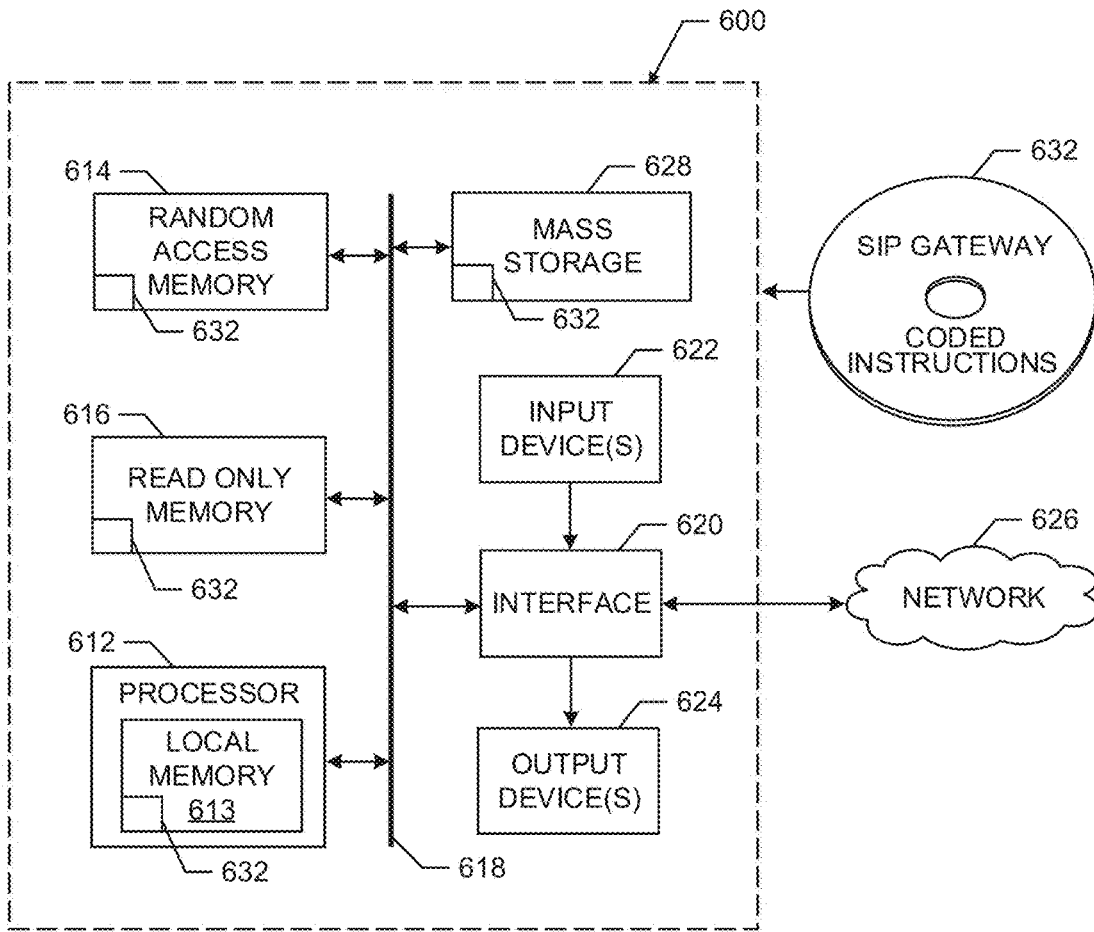 600
614
RANDOM
ACCESS
MEMORY
632
628
MASS
STORAGE
632
632
SIP GATEWAY
CODED
INSTRUCTIONS
622
INPUT
DEVICE(S)
616
READ ONLY
MEMORY
632
620
INTERFACE
626
NETWORK
612
PROCESSOR
LOCAL
MEMORY
613
632
624
OUTPUT
DEVICE(S)
618